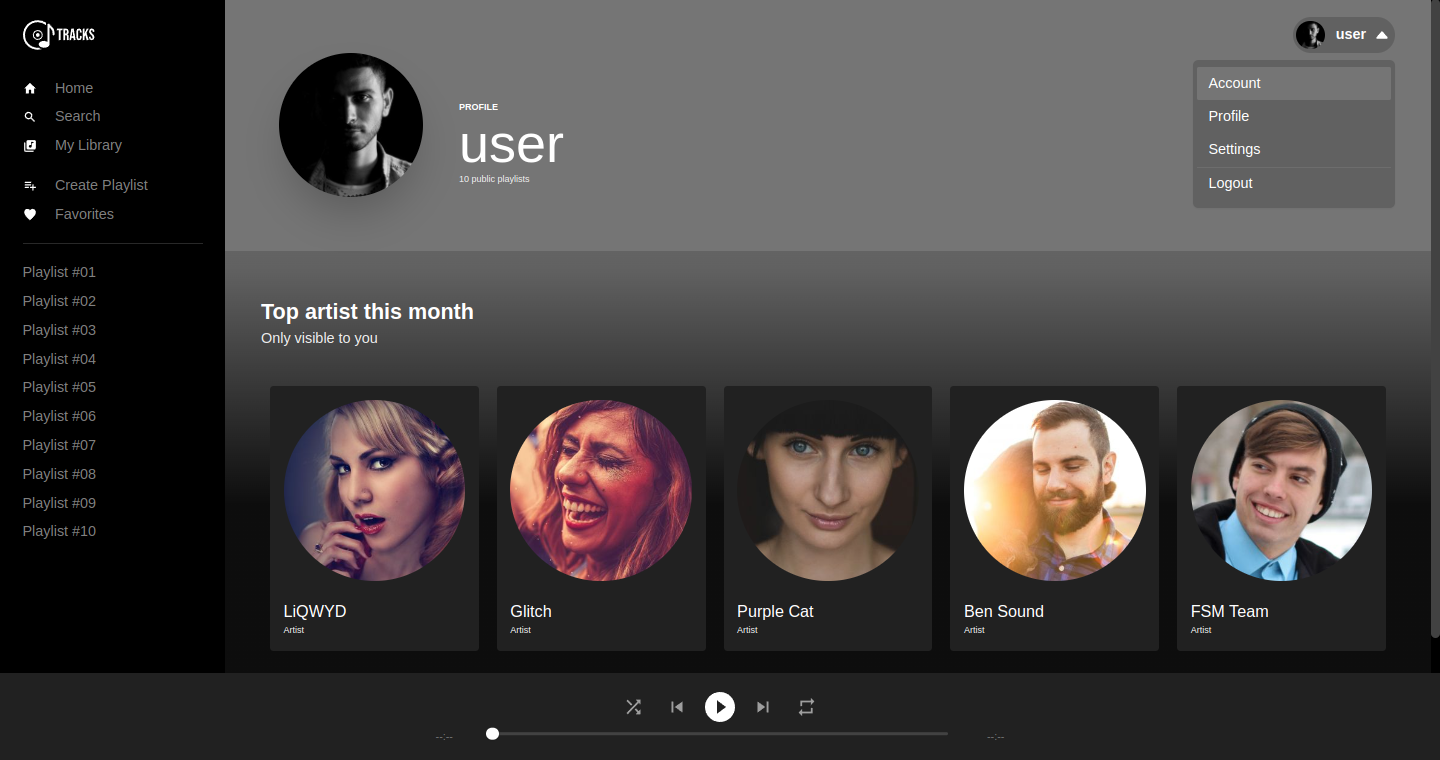 TRACKS
Home
Search
My Library
Create Playlist
Favorites
Playlist #01
Playlist #02
Playlist #03
Playlist #04
Playlist #05
Playlist #06
Playlist #07
Playlist #08
Playlist #09
Playlist #10
user
Account
Profile
Settings
Logout
PROFILE
user
10 public playlists
Top artist this month
Only visible to you
LiQWYD
Artist
Glitch
Artist
Purple Cat
Artist
Ben Sound
Artist
FSM Team
Artist
--:--
--:--